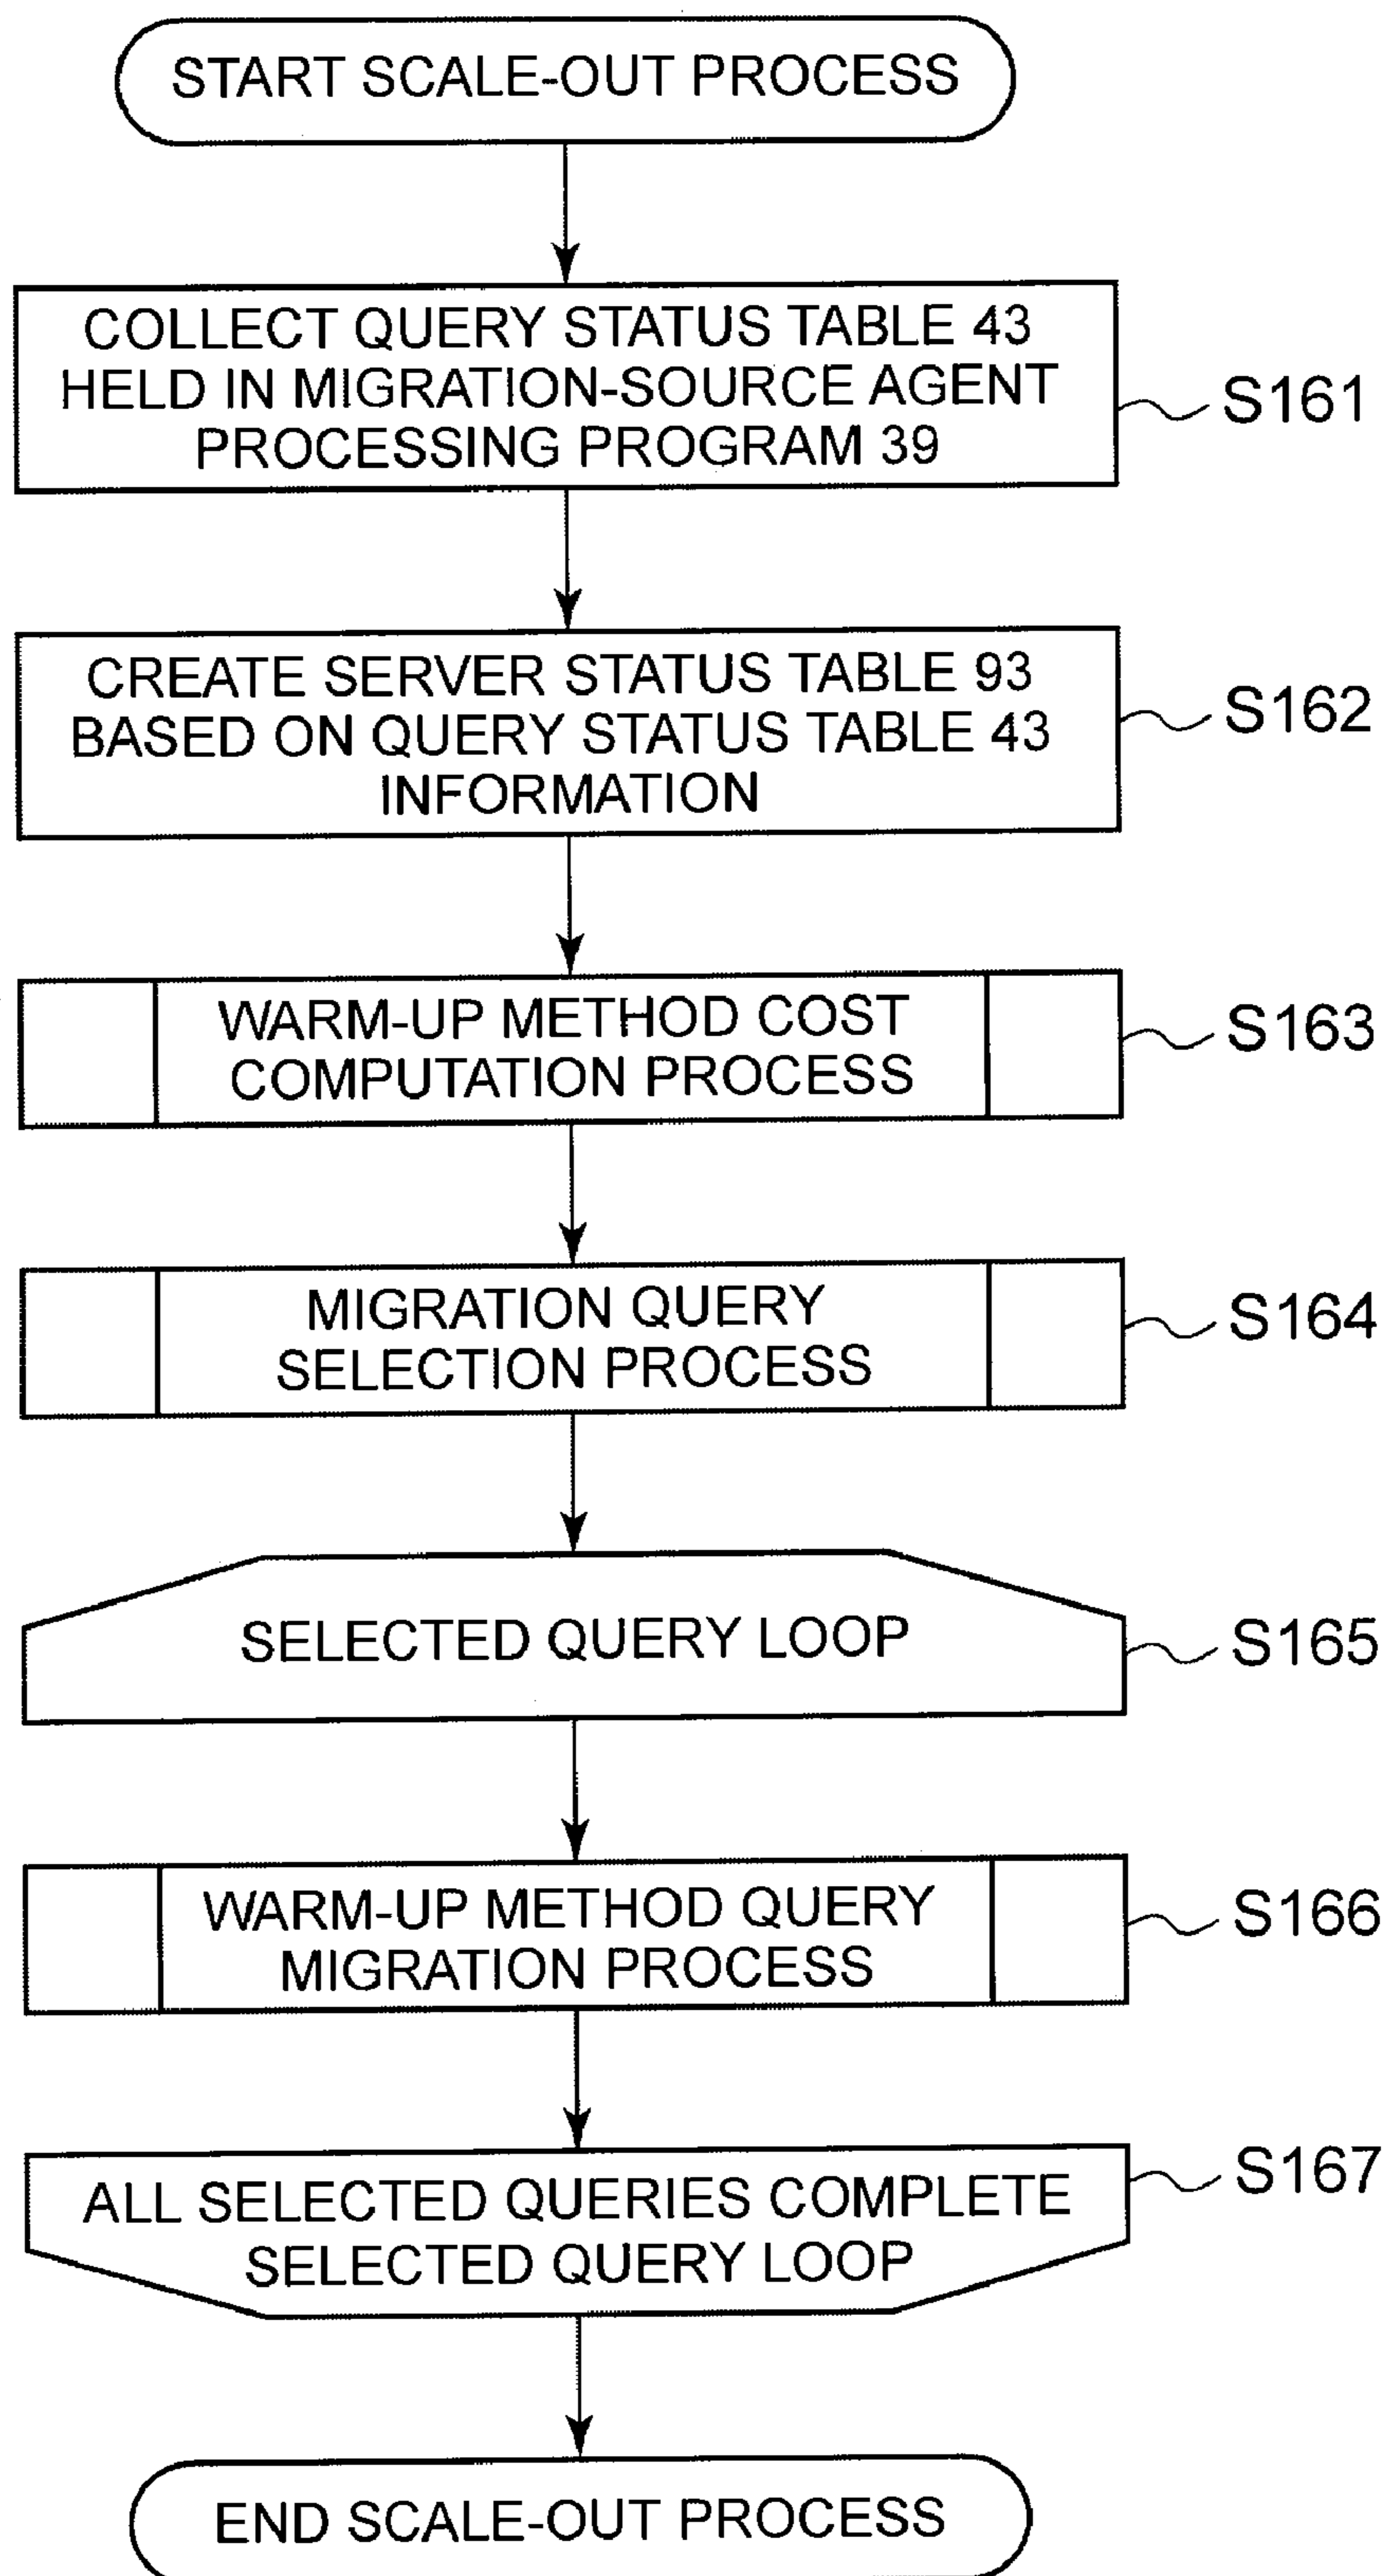 START SCALE-OUT PROCESS
COLLECT QUERY STATUS TABLE 43
HELD IN MIGRATION-SOURCE AGENT
PROCESSING PROGRAM 39
S161
CREATE SERVER STATUS TABLE 93
BASED ON QUERY STATUS TABLE 43
INFORMATION
S162
WARM-UP METHOD COST
COMPUTATION PROCESS
S163
MIGRATION QUERY
SELECTION PROCESS
S164
SELECTED QUERY LOOP
S165
WARM-UP METHOD QUERY
MIGRATION PROCESS
S166
ALL SELECTED QUERIES COMPLETE
SELECTED QUERY LOOP
S167
END SCALE-OUT PROCESS